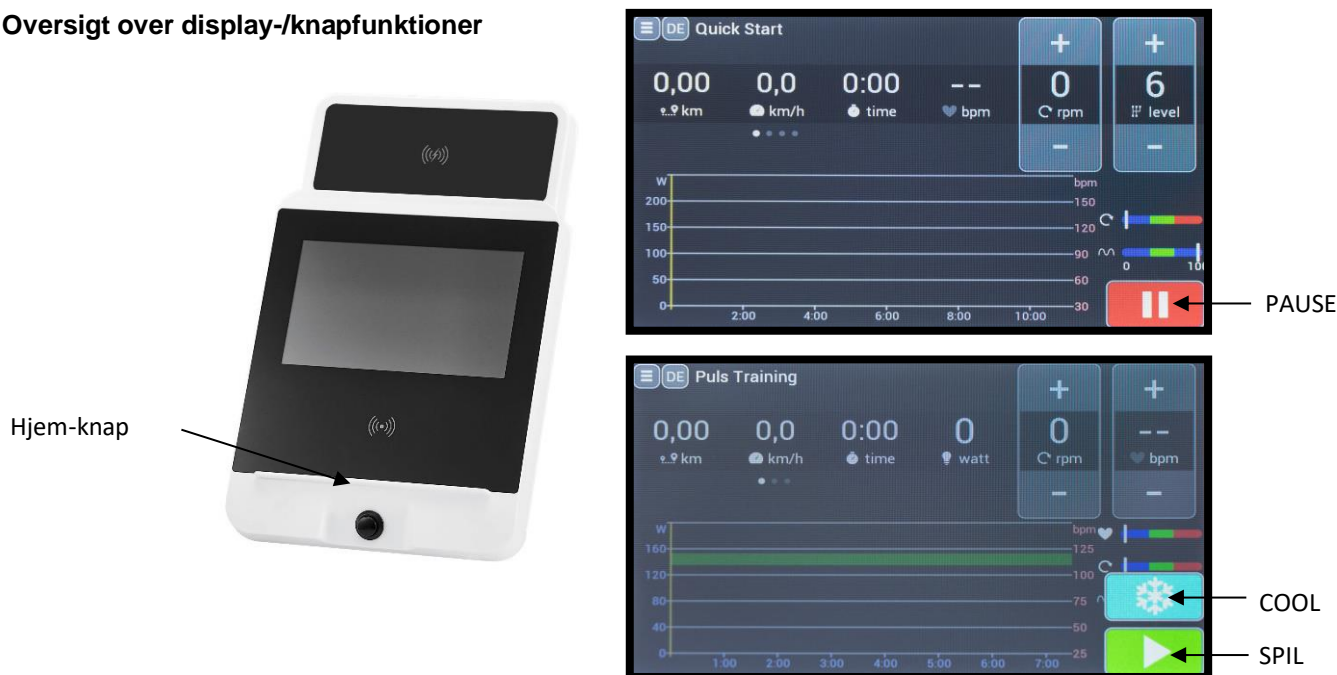 Oversigt over display-/knapfunktioner
Hjem-knap
DE Quick Start
+ +
0,00 0,0 0:00 -- 0 6
km km/h time bpm rpm level
- -
W bpm
200 150
150 120
100 90
0 100
50 60
0 30
2:00 4:00 6:00 8:00 10:00
PAUSE
DE Puls Training
+ +
0,00 0,0 0:00 0 0 --
km km/h time watt rpm bpm
- -
W bpm
160 125
120 100
80 75
COOL
40 50
0 25
1:00 2:00 3:00 4:00 5:00 6:00 7:00
SPIL